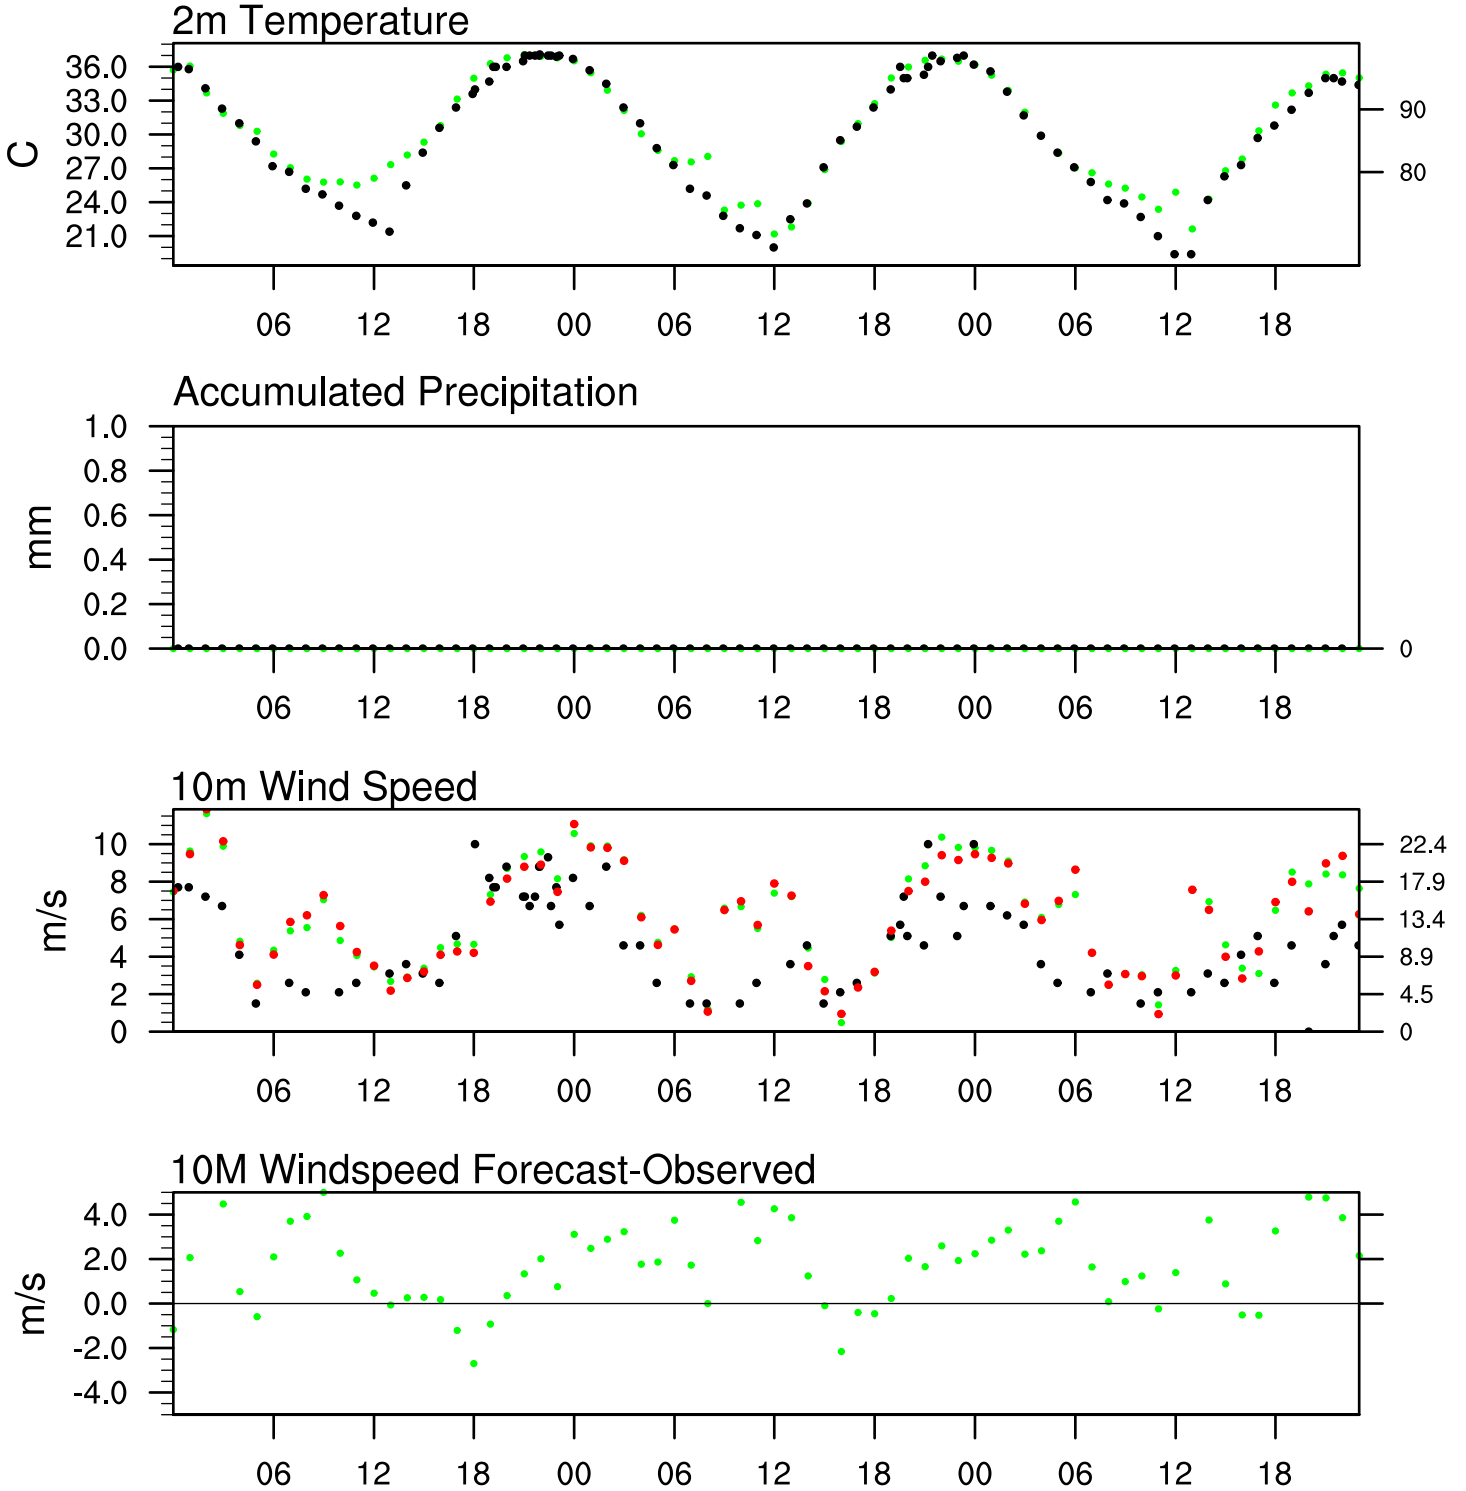 2m Temperature
36.0
33.0
30.0
27.0
24.0
21.0
C
90
80
06 12 18 00 06 12 18 00 06 12 18
Accumulated Precipitation
1.0
0.8
0.6
0.4
0.2
0.0
mm
0
06 12 18 00 06 12 18 00 06 12 18
10m Wind Speed
10
8
6
4
2
0
m/s
22.4
17.9
13.4
8.9
4.5
0
06 12 18 00 06 12 18 00 06 12 18
10M Windspeed Forecast-Observed
4.0
2.0
0.0
-2.0
-4.0
m/s
06 12 18 00 06 12 18 00 06 12 18